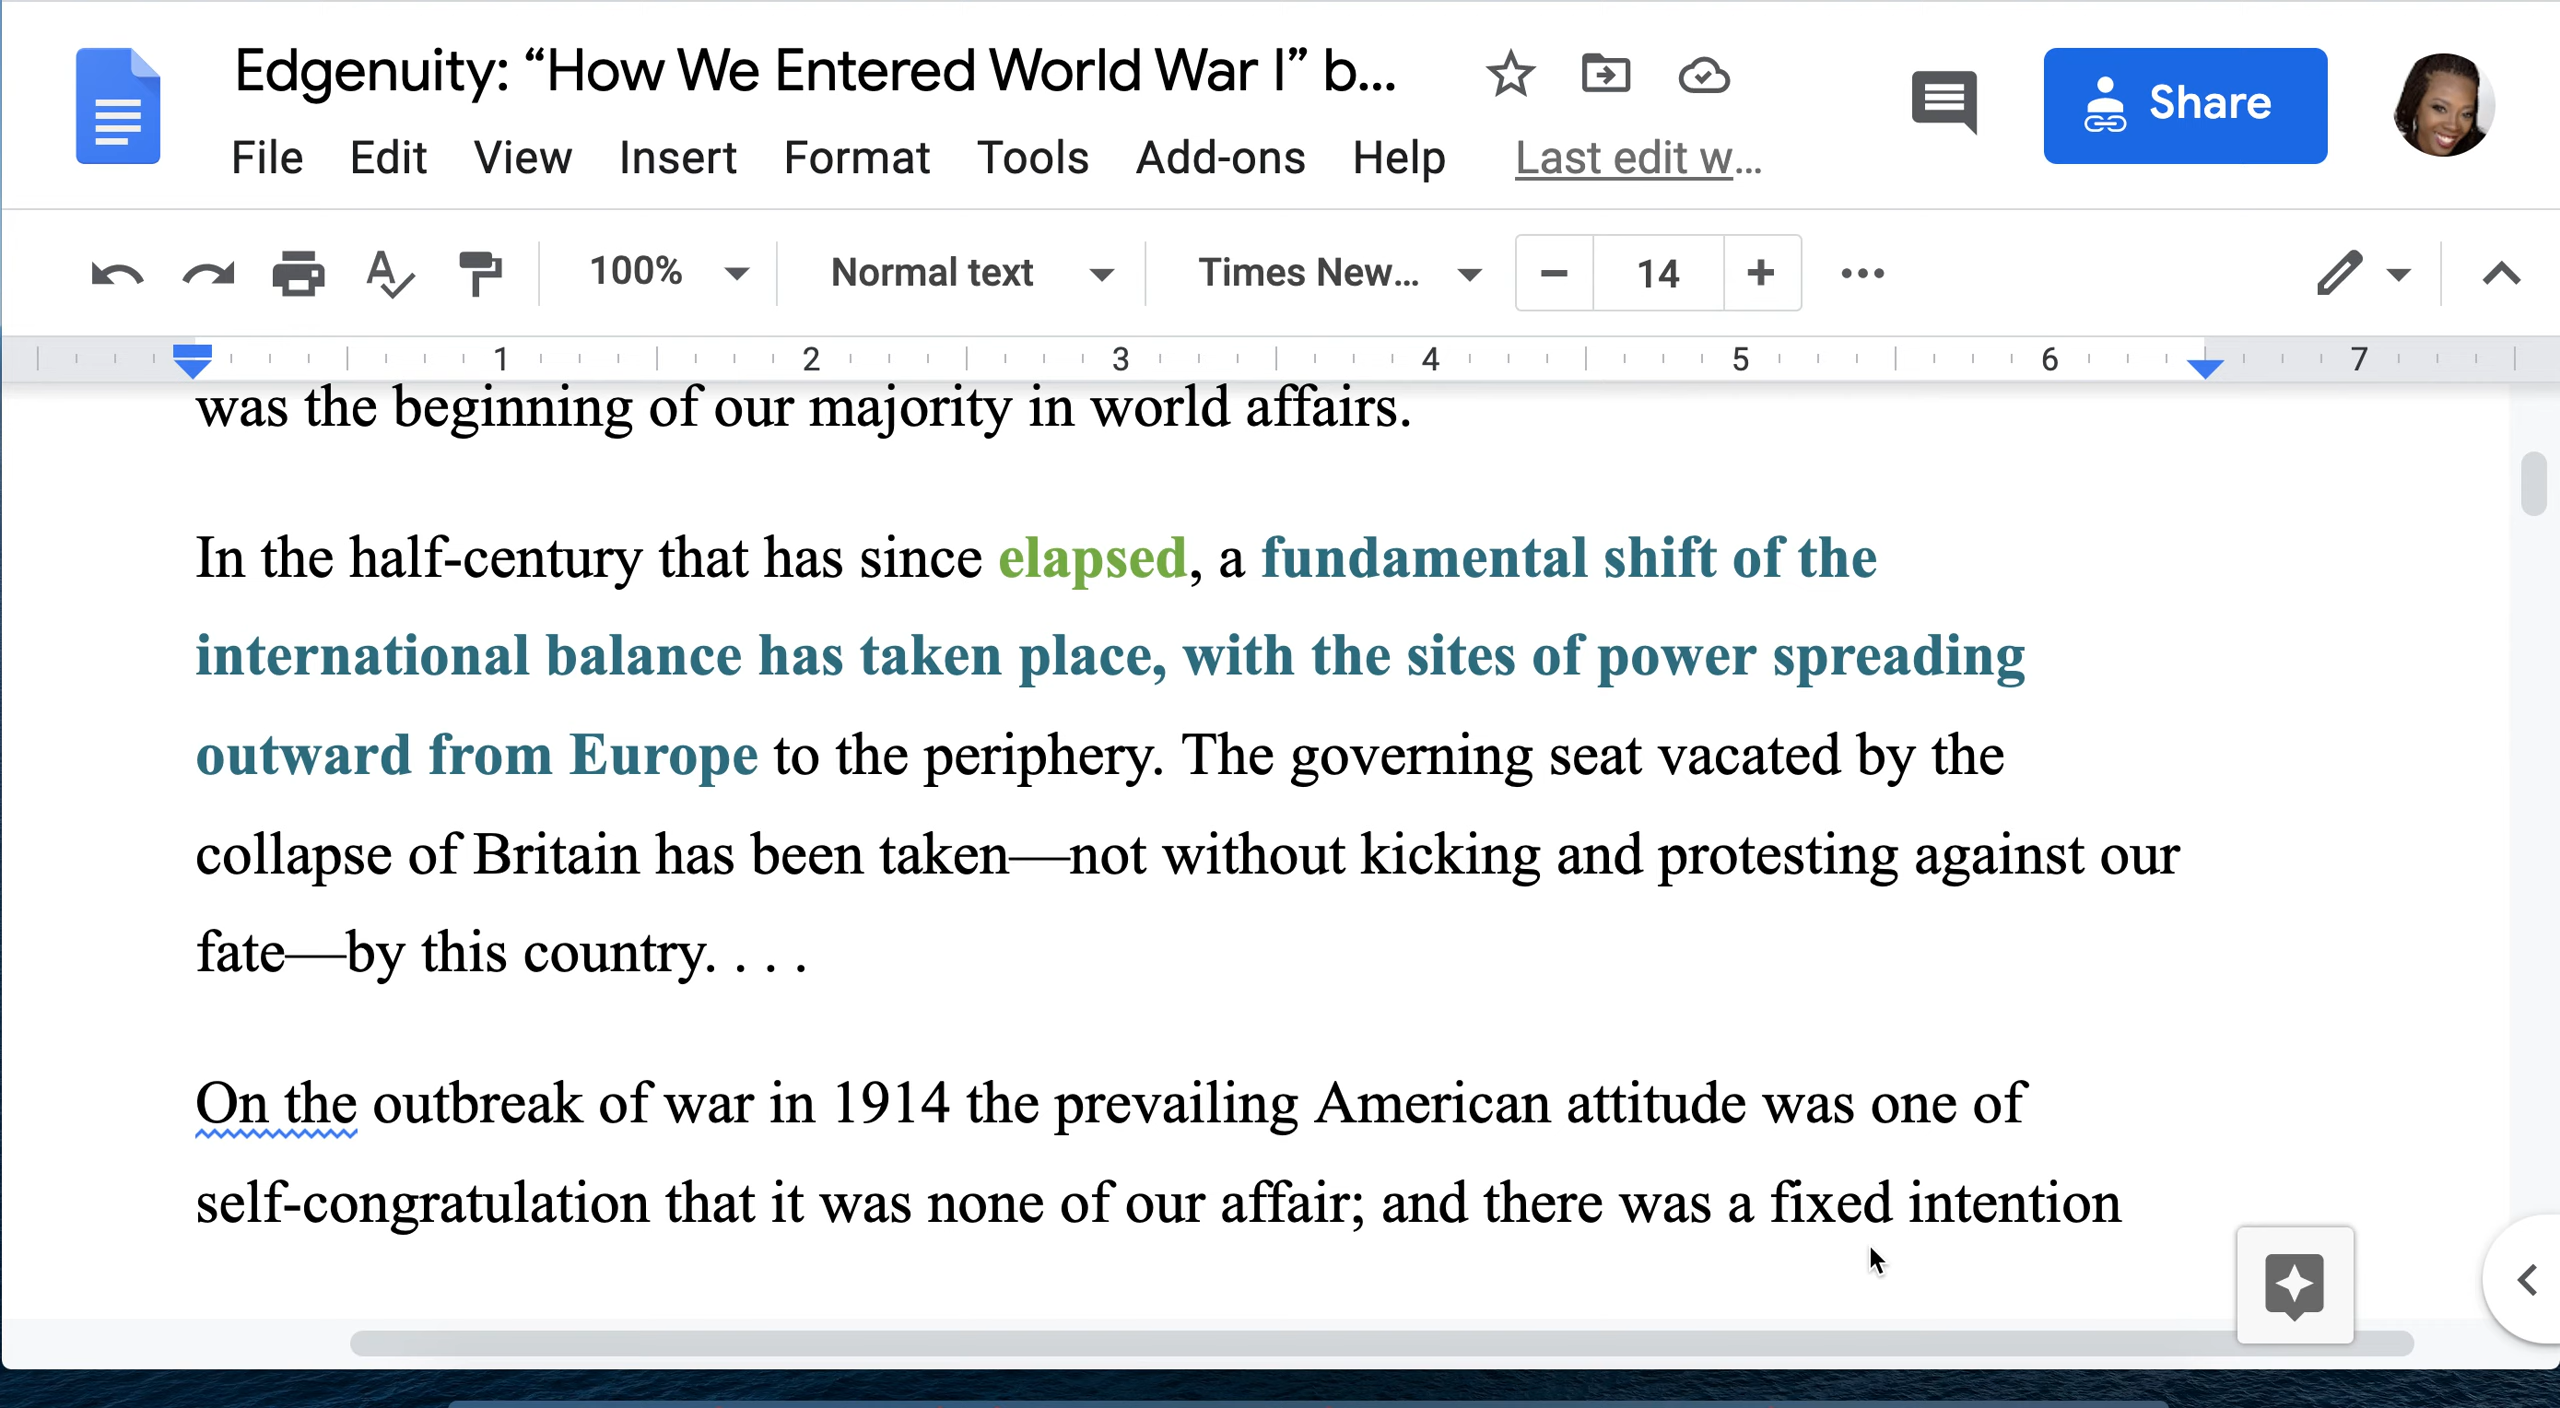 Edgenuity: “How We Entered World War I” b...
File Edit View Insert Format Tools Add-ons Help Last edit w...
Share
100% Normal text Times New... 14
1 2 3 4 5 6 7
was the beginning of our majority in world affairs.
In the half-century that has since elapsed, a fundamental shift of the
international balance has taken place, with the sites of power spreading
outward from Europe to the periphery. The governing seat vacated by the
collapse of Britain has been taken—not without kicking and protesting against our
fate—by this country. . . .
On the outbreak of war in 1914 the prevailing American attitude was one of
self-congratulation that it was none of our affair; and there was a fixed intention